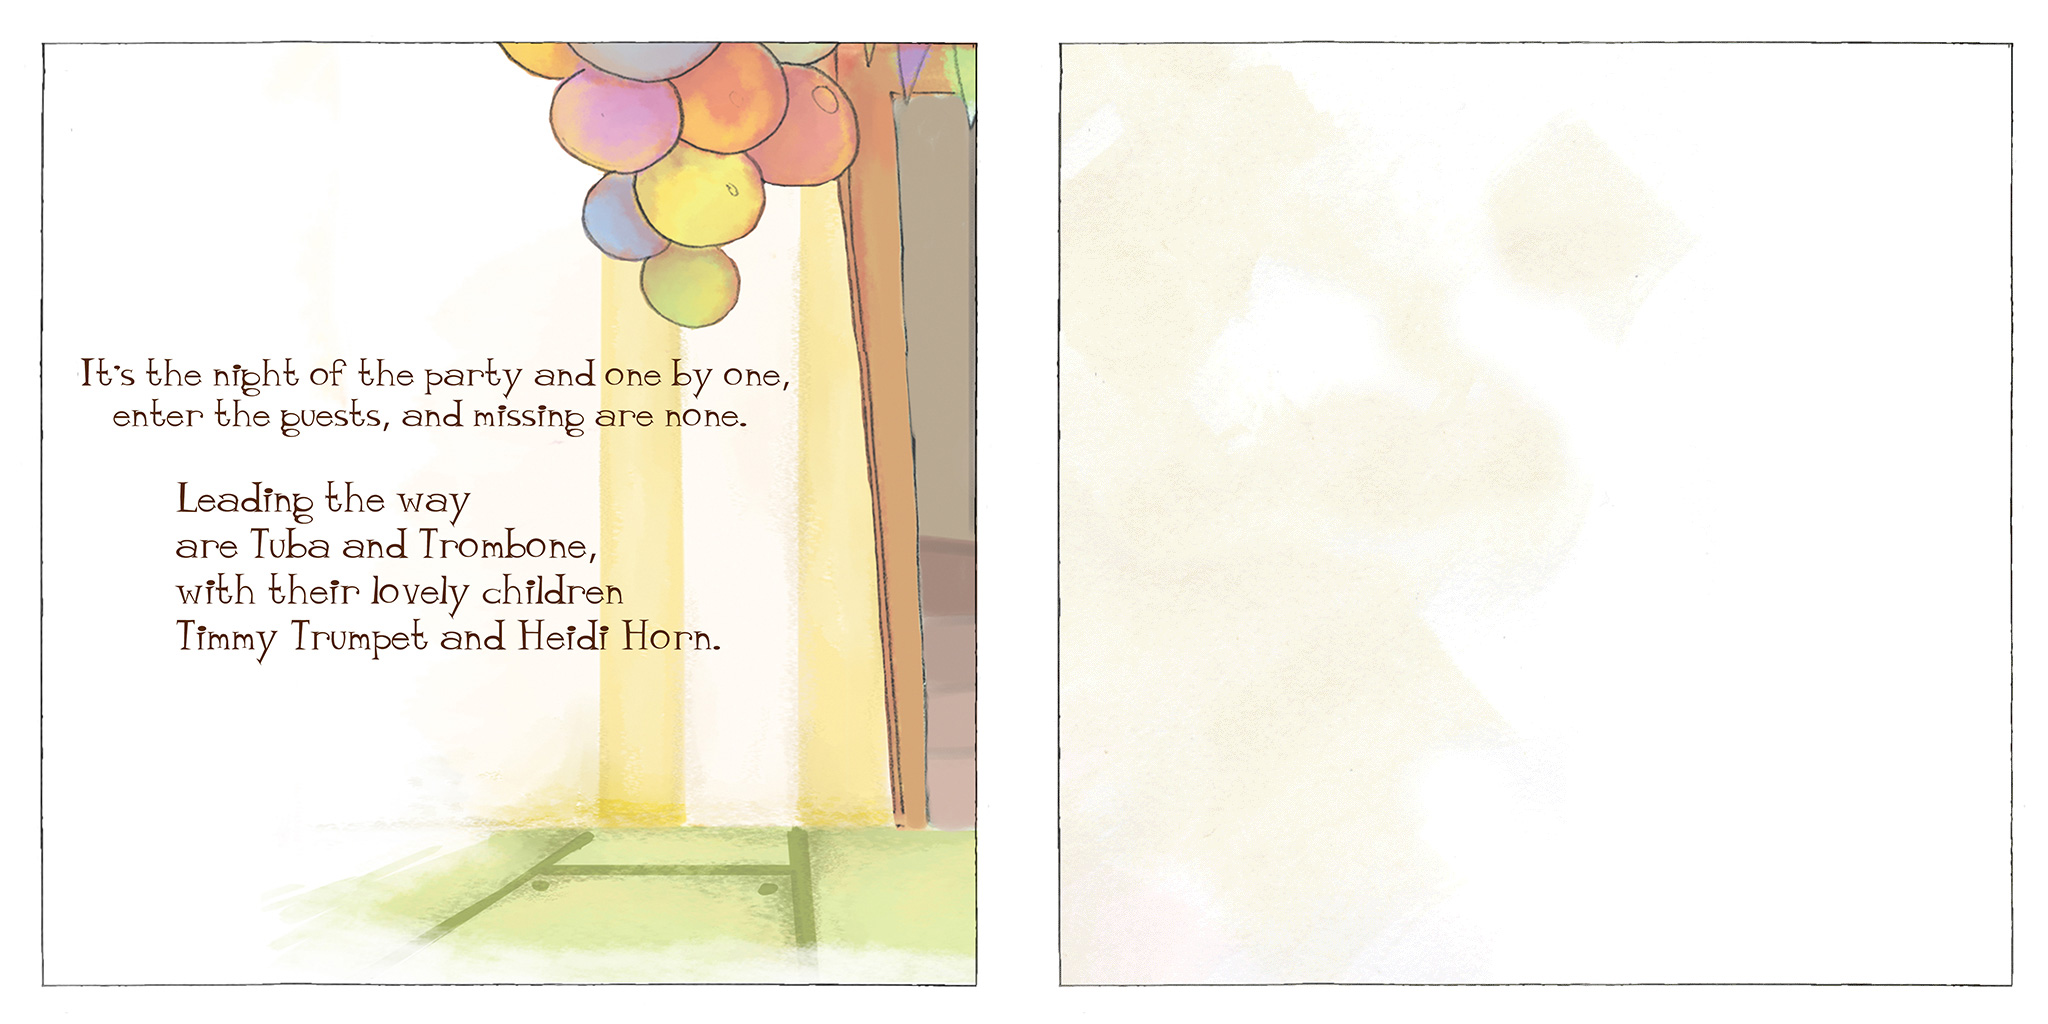 It's the night of the party and one by one,
enter the guests, and missing are none.
Leading the way
are Tuba and Trombone,
with their lovely children
Timmy Trumpet and Heidi Horn.